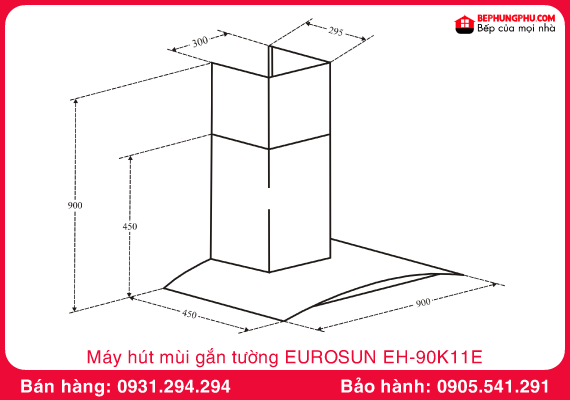 BEPHUNGPHU.COM
Bếp của mọi nhà
300
295
900
450
450
900
Máy hút mùi gắn tường EUROSUN EH-90K11E
Bán hàng: 0931.294.294
Bảo hành: 0905.541.291